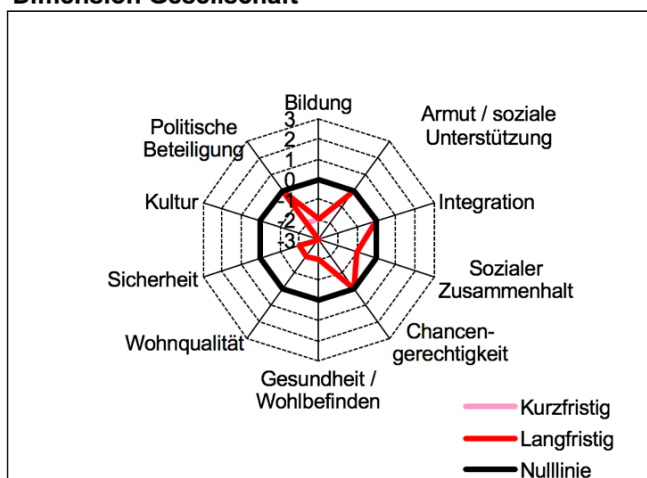 Dimension Gesellschaft
Bildung
Armut / soziale
Unterstützung
Integration
Sozialer
Zusammenhalt
Chancen-
gerechtigkeit
Gesundheit /
Wohlbefinden
Wohnqualität
Sicherheit
Kultur
Politische
Beteiligung
3
2
1
0
-1
-2
-3
Kurzfristig
Langfristig
Nulllinie